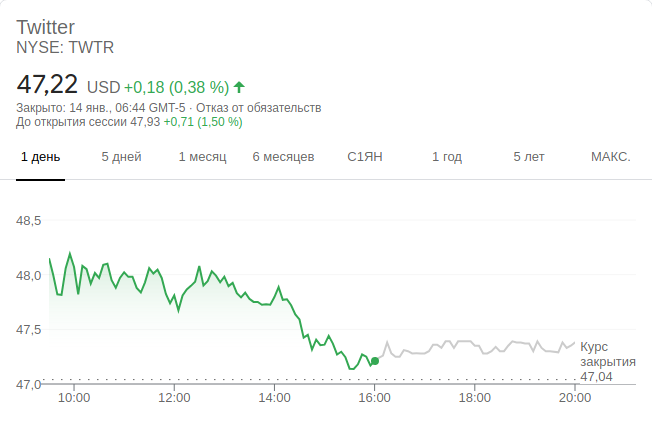 Twitter
NYSE: TWTR
47,22 USD +0,18 (0,38 %)
Закрыто: 14 янв., 06:44 GMT-5 · Отказ от обязательств
До открытия сессии 47,93 +0,71 (1,50 %)
1 день 5 дней 1 месяц 6 месяцев С1ЯН 1 год 5 лет МАКС.
48,5
48,0
47,5
Курс
закрытия
47,04
47,0
10:00 12:00 14:00 16:00 18:00 20:00